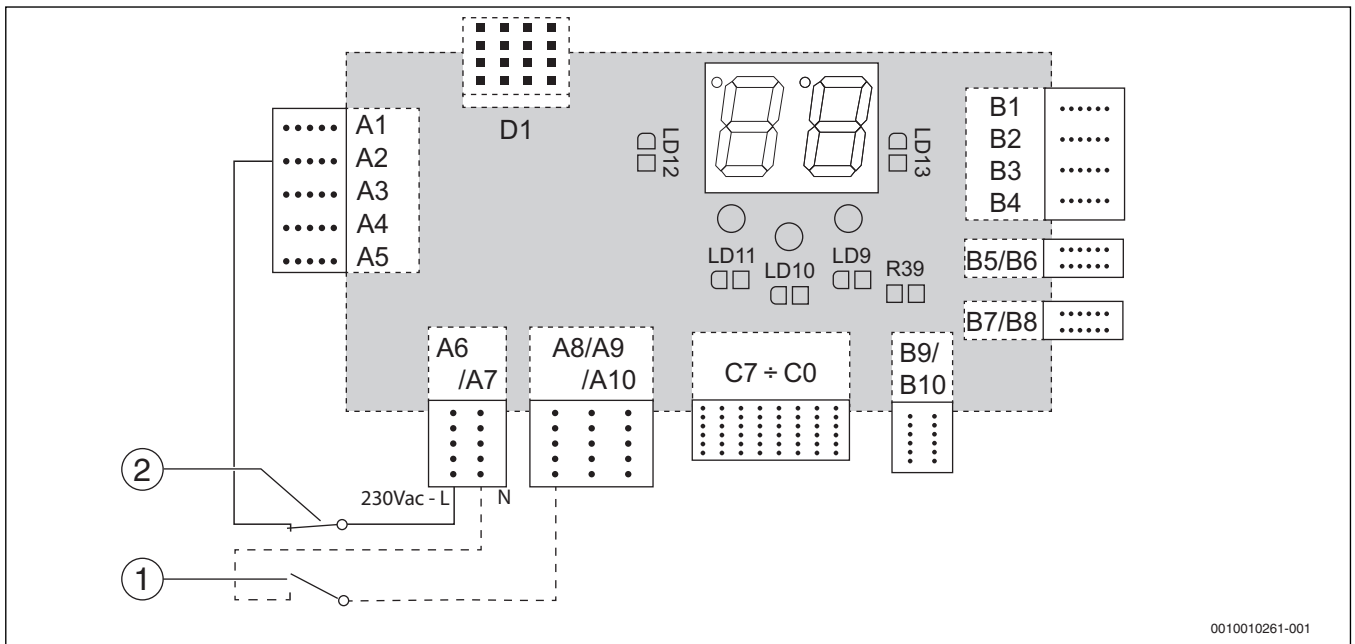 D1
A1
A2
A3
A4
A5
LD12
LD13
B1
B2
B3
B4
B5/B6
B7/B8
LD11
LD10
LD9
R39
A6
/A7
A8/A9
/A10
C7 ÷ C0
B9/
B10
230Vac - L
N
2
1
0010010261-001